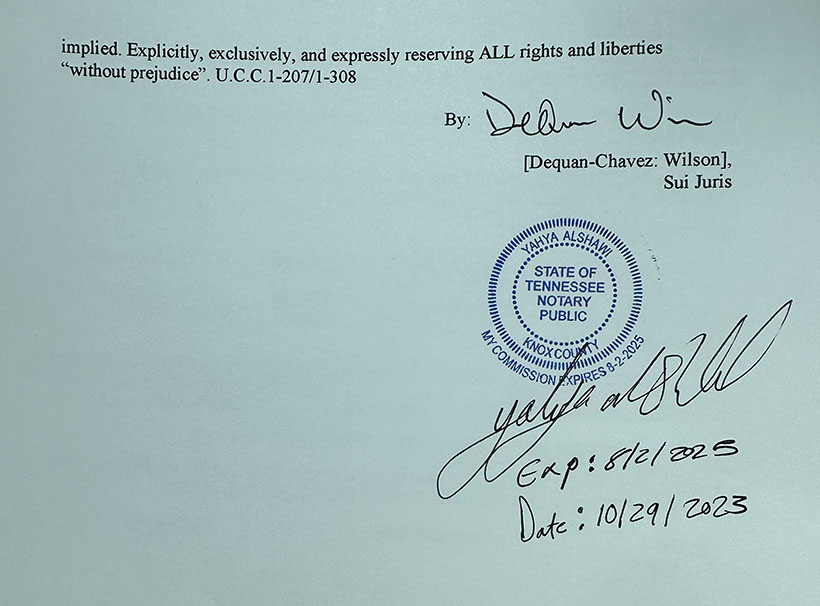 implied. Explicitly, exclusively, and expressly reserving ALL rights and liberties
“without prejudice”. U.C.C.1-207/1-308
By: DeQuan Wi
[Dequan-Chavez: Wilson],
Sui Juris
YAHYA ALSHAWI
STATE OF
TENNESSEE
NOTARY
PUBLIC
KNOX COUNTY
MY COMMISSION EXPIRES 8-2-2025
Exp: 8/2/2025
Date: 10/29/2023